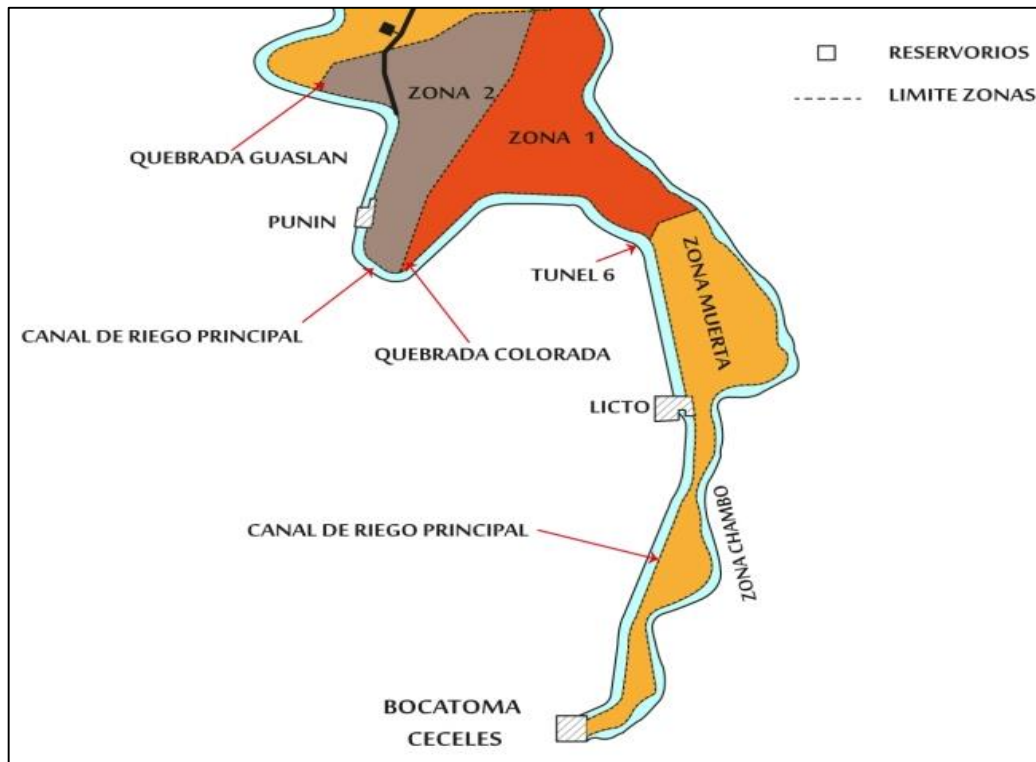 RESERVORIOS
LIMITE ZONAS
ZONA 2
ZONA 1
QUEBRADA GUASLAN
PUNIN
TUNEL 6
ZONA MUERTA
CANAL DE RIEGO PRINCIPAL
QUEBRADA COLORADA
LICTO
ZONA CHAMBO
CANAL DE RIEGO PRINCIPAL
BOCATOMA
CECELES